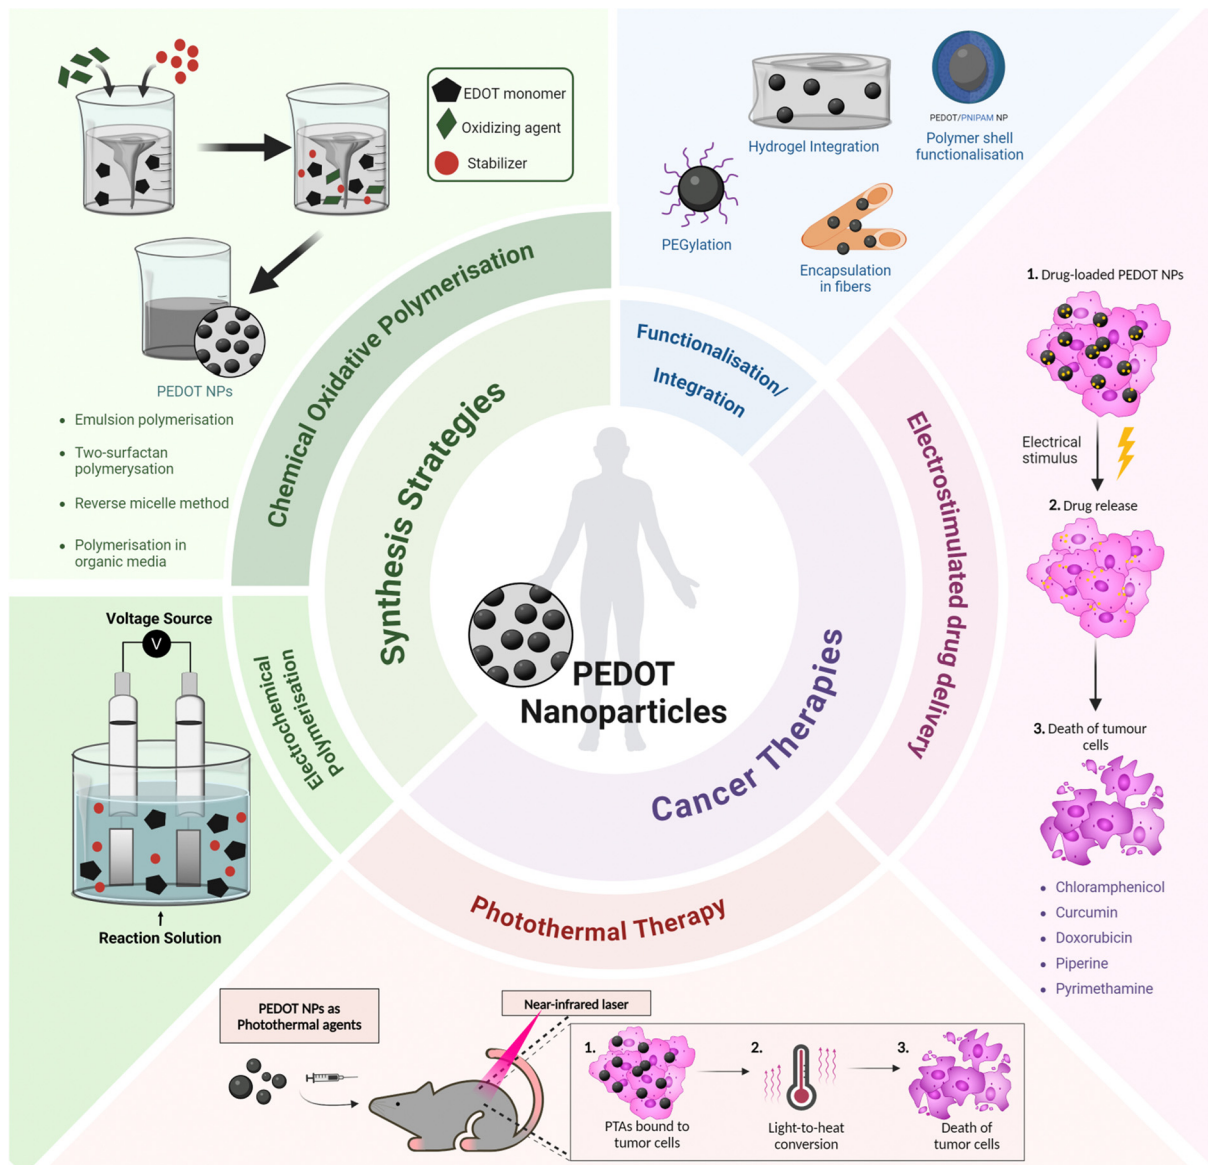 EDOT monomer
Oxidizing agent
Stabilizer
PEDOT NPs
• Emulsion polymerisation
• Two-surfactan
polymerysation
• Reverse micelle method
• Polymerisation in
organic media
Chemical Oxidative Polymerisation
Synthesis Strategies
Electrochemical
Polymerisation
Voltage Source
V
Reaction Solution
Hydrogel Integration
PEDOT/PNIPAM NP
Polymer shell
functionalisation
PEGylation
Encapsulation
in fibers
Functionalisation/
Integration
PEDOT
Nanoparticles
Cancer Therapies
Electrostimulated drug delivery
1. Drug-loaded PEDOT NPs
Electrical
stimulus
2. Drug release
3. Death of tumour
cells
• Chloramphenicol
• Curcumin
• Doxorubicin
• Piperine
• Pyrimethamine
Photothermal Therapy
PEDOT NPs as
Photothermal agents
Near-infrared laser
1.
PTAs bound to
tumor cells
2.
Light-to-heat
conversion
3.
Death of
tumor cells